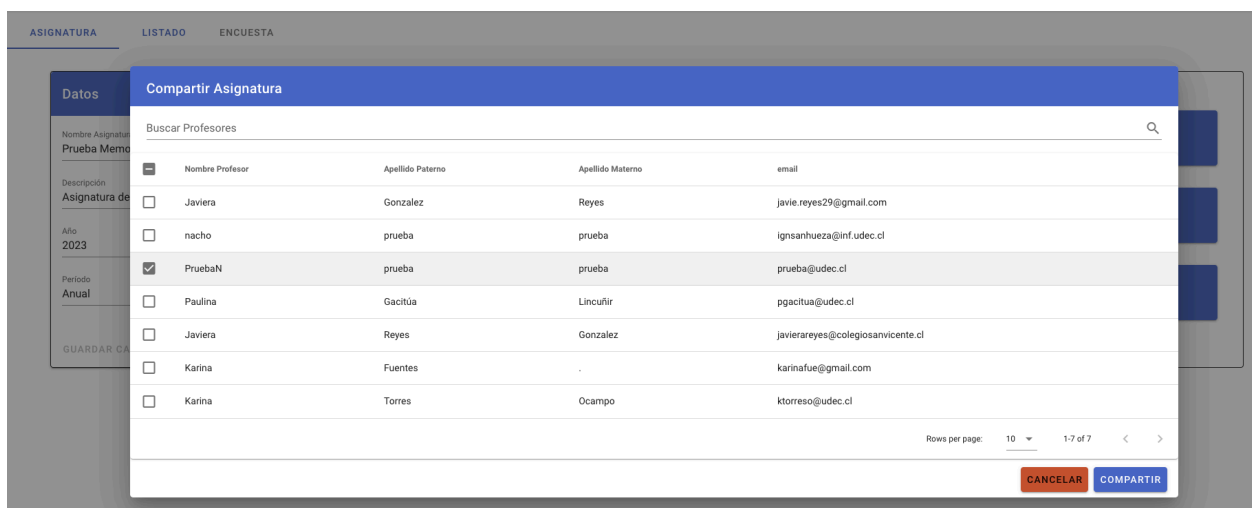 ASIGNATURA LISTADO ENCUESTA
Datos
Nombre Asignatur
Prueba Memo
Descripción
Asignatura de
Año
2023
Período
Anual
GUARDAR CA
Compartir Asignatura
Buscar Profesores
Nombre Profesor Apellido Paterno Apellido Materno email
Javiera Gonzalez Reyes javie.reyes29@gmail.com
nacho prueba prueba ignsanhueza@inf.udec.cl
PruebaN prueba prueba prueba@udec.cl
Paulina Gacitúa Lincuñir pgacitua@udec.cl
Javiera Reyes Gonzalez javierareyes@colegiosanvicente.cl
Karina Fuentes . karinafue@gmail.com
Karina Torres Ocampo ktorreso@udec.cl
Rows per page: 10 1-7 of 7
CANCELAR COMPARTIR